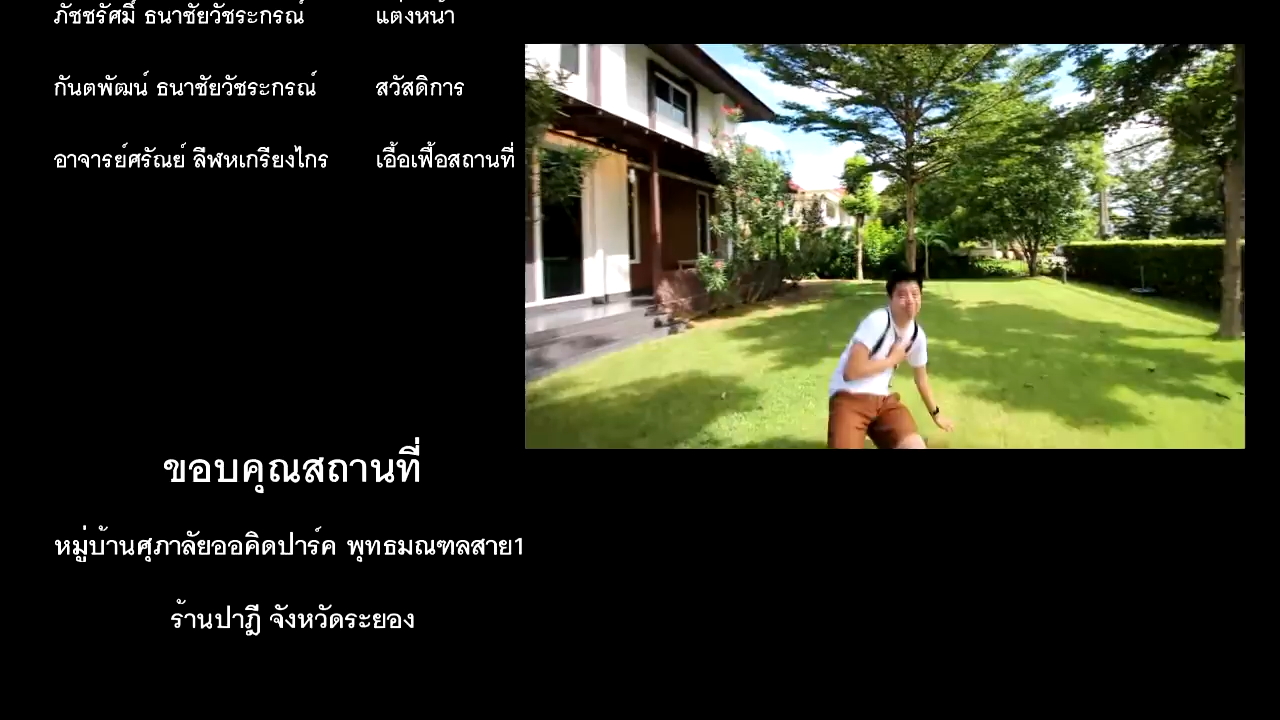 ภัชชรัศมิ์ ธนาชัยวัชระกรณ์ แต่งหน้า
กันตพัฒน์ ธนาชัยวัชระกรณ์ สวัสดิการ
อาจารย์ศรัณย์ ลีฬหเกรียงไกร เอื้อเฟื้อสถานที่
ขอบคุณสถานที่
หมู่บ้านศุภาลัยออคิดปาร์ค พุทธมณฑลสาย1
ร้านปาฎี จังหวัดระยอง